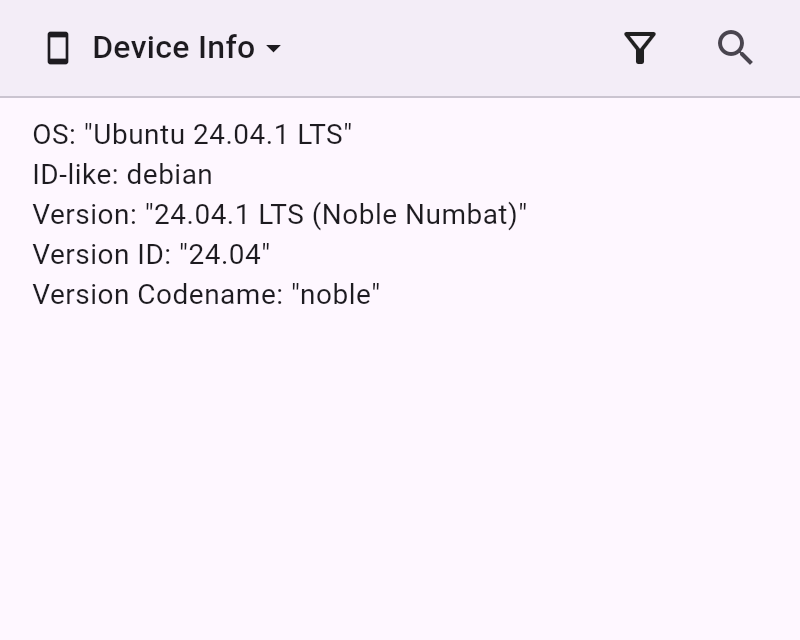 Device Info
OS: "Ubuntu 24.04.1 LTS"
ID-like: debian
Version: "24.04.1 LTS (Noble Numbat)"
Version ID: "24.04"
Version Codename: "noble"